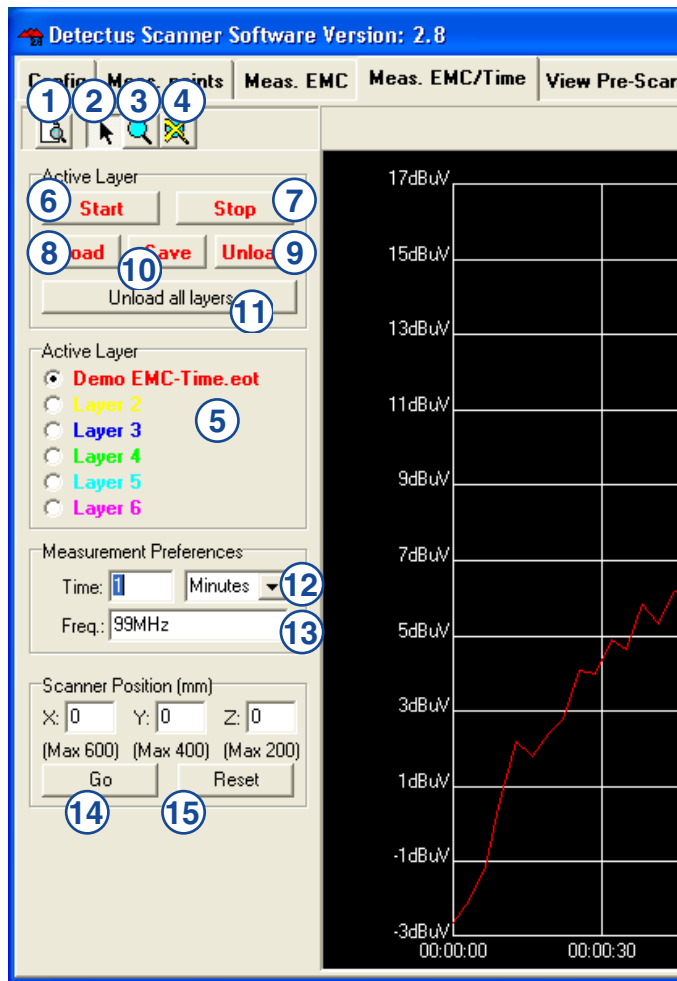 Detectus Scanner Software Version: 2.8
Config Meas. points Meas. EMC Meas. EMC/Time View Pre-Scan
1 2 3 4
Active Layer
6 Start Stop 7
8 Load 10 Save Unload 9
Unload all layers 11
Active Layer
Demo EMC-Time.eot
Layer 2
Layer 3
5
Layer 4
Layer 5
Layer 6
Measurement Preferences
Time: 1 Minutes 12
Freq.: 99MHz 13
Scanner Position (mm)
X: 0 Y: 0 Z: 0
(Max 600) (Max 400) (Max 200)
Go Reset
14 15
17dBuV
15dBuV
13dBuV
11dBuV
9dBuV
7dBuV
5dBuV
3dBuV
1dBuV
-1dBuV
-3dBuV
00:00:00 00:00:30